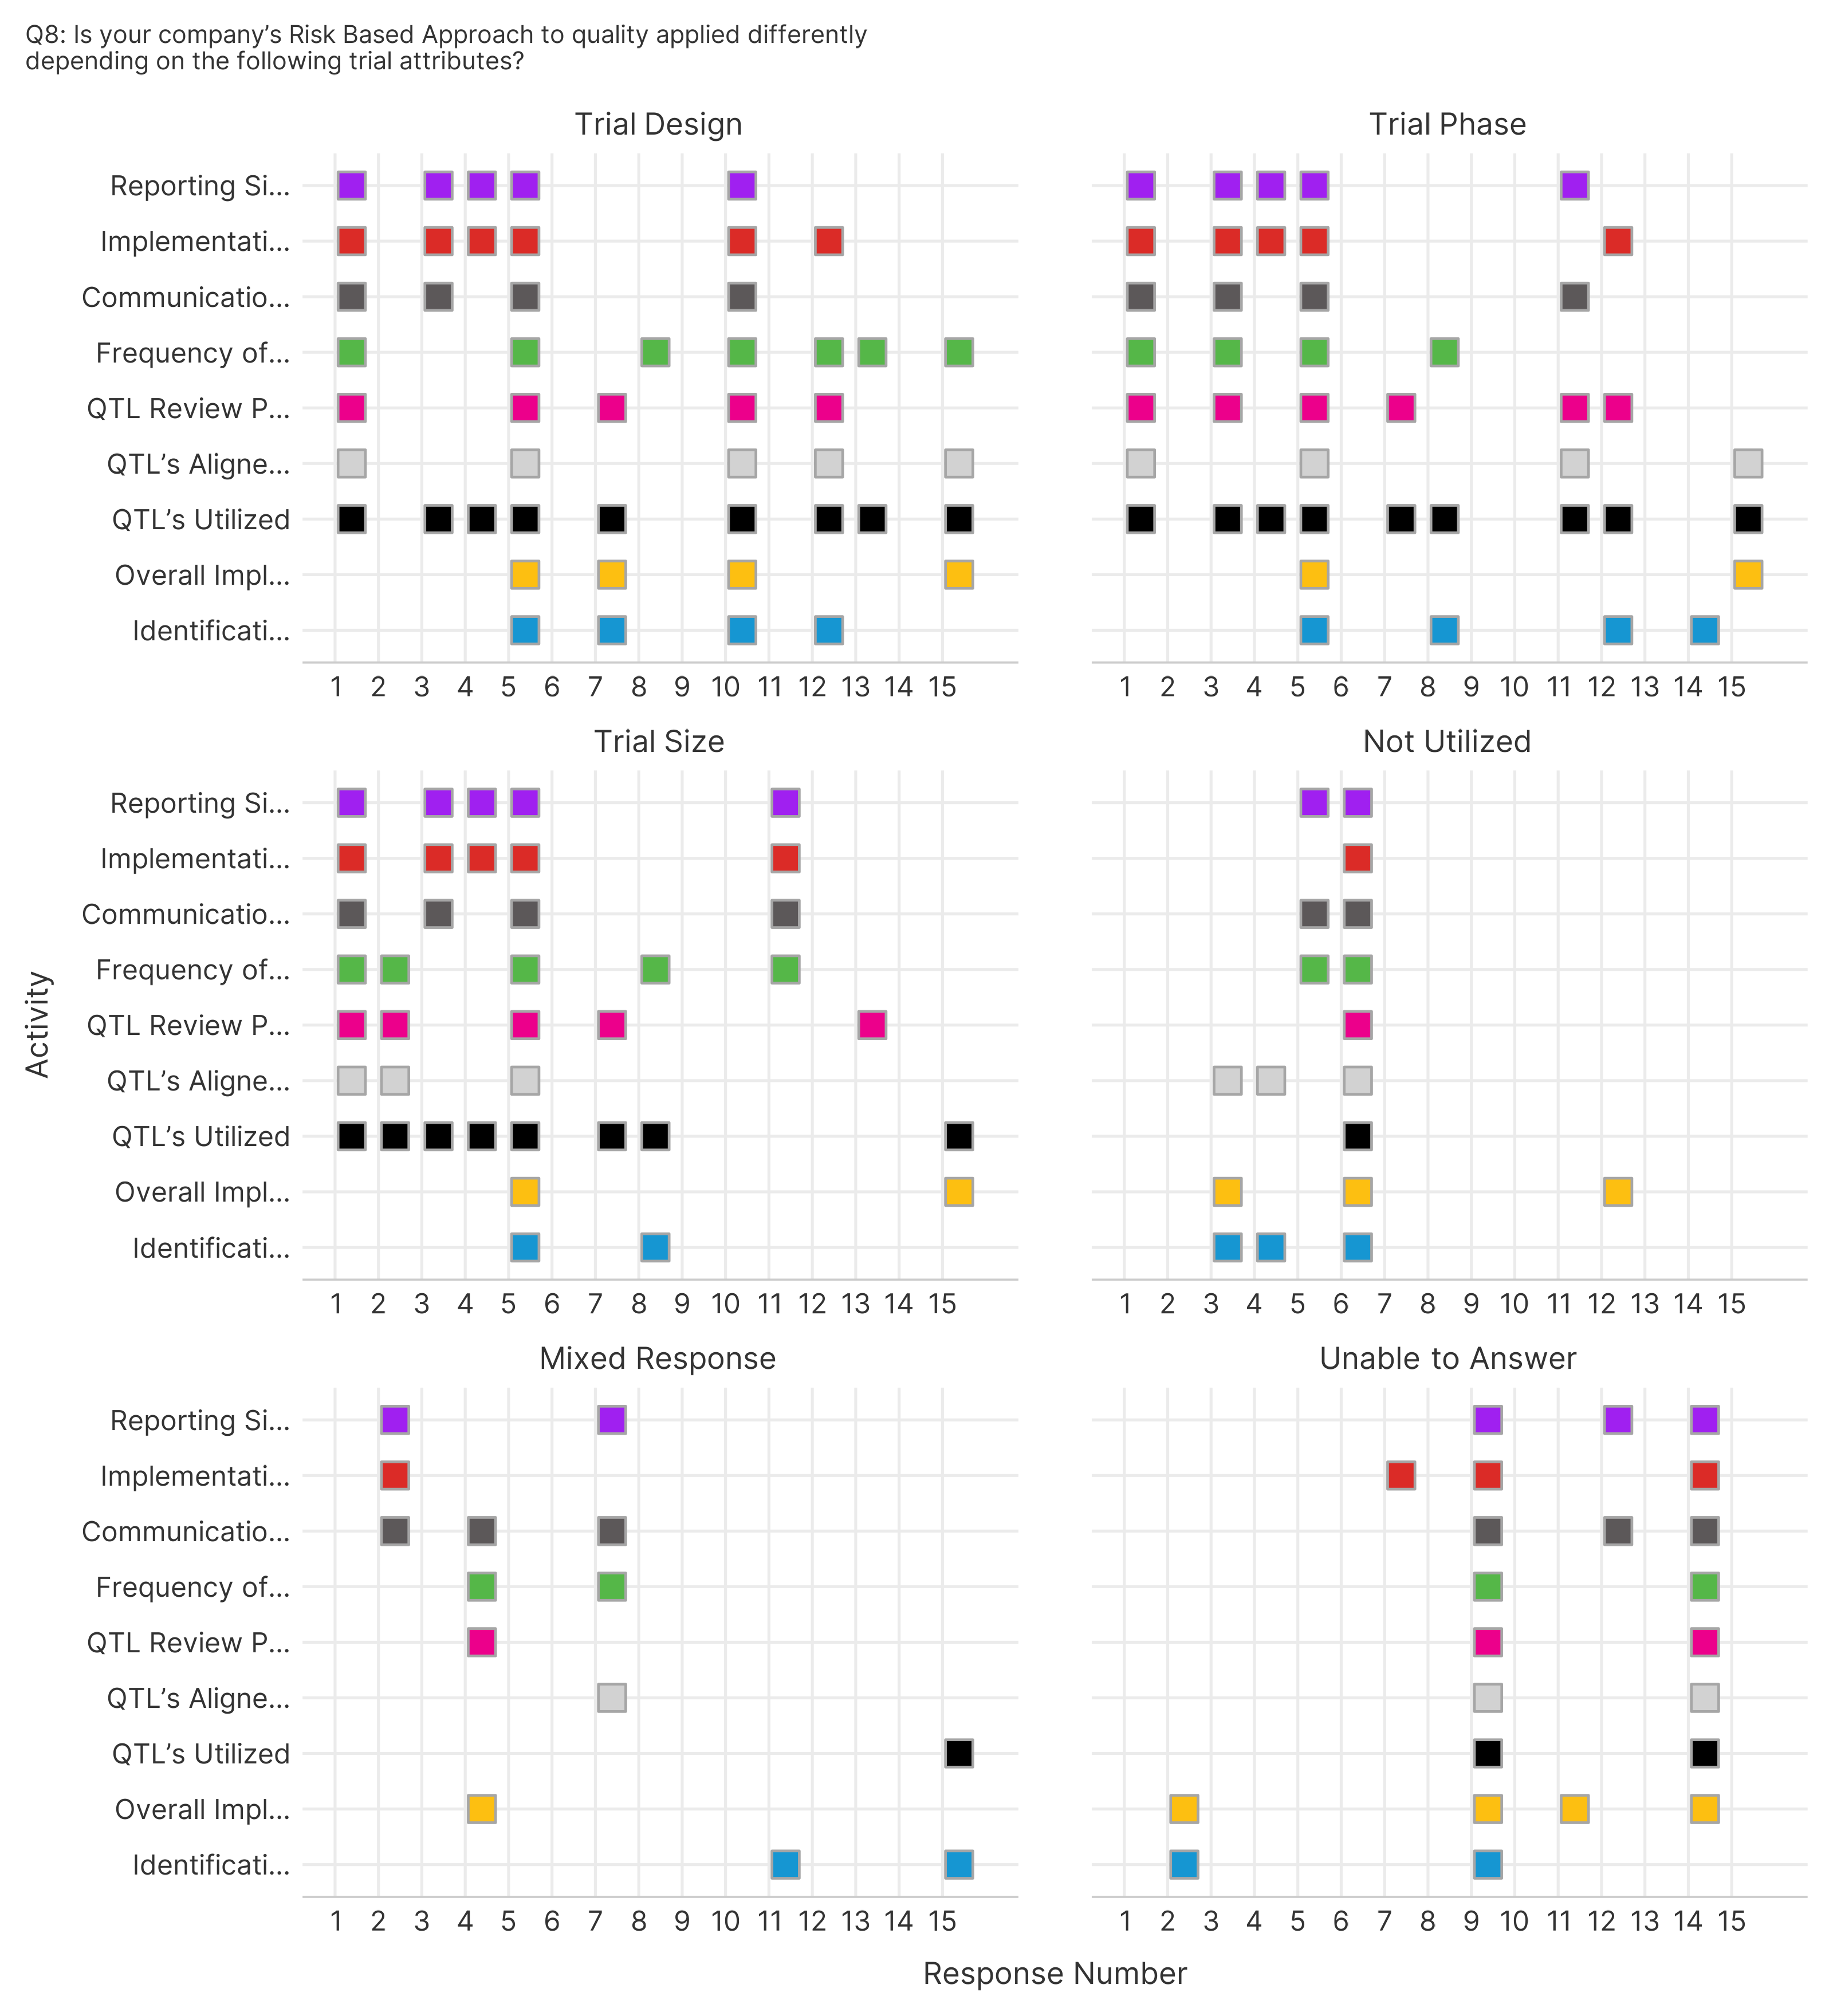 Q8: Is your company’s Risk Based Approach to quality applied differently
depending on the following trial attributes?
Trial Design
Reporting Si...
Implementati...
Communicatio...
Frequency of...
QTL Review P...
QTL’s Aligne...
QTL’s Utilized
Overall Impl...
Identificati...
1 2 3 4 5 6 7 8 9 10 11 12 13 14 15
Trial Phase
1 2 3 4 5 6 7 8 9 10 11 12 13 14 15
Activity
Trial Size
Reporting Si...
Implementati...
Communicatio...
Frequency of...
QTL Review P...
QTL’s Aligne...
QTL’s Utilized
Overall Impl...
Identificati...
1 2 3 4 5 6 7 8 9 10 11 12 13 14 15
Not Utilized
1 2 3 4 5 6 7 8 9 10 11 12 13 14 15
Mixed Response
Reporting Si...
Implementati...
Communicatio...
Frequency of...
QTL Review P...
QTL’s Aligne...
QTL’s Utilized
Overall Impl...
Identificati...
1 2 3 4 5 6 7 8 9 10 11 12 13 14 15
Unable to Answer
1 2 3 4 5 6 7 8 9 10 11 12 13 14 15
Response Number